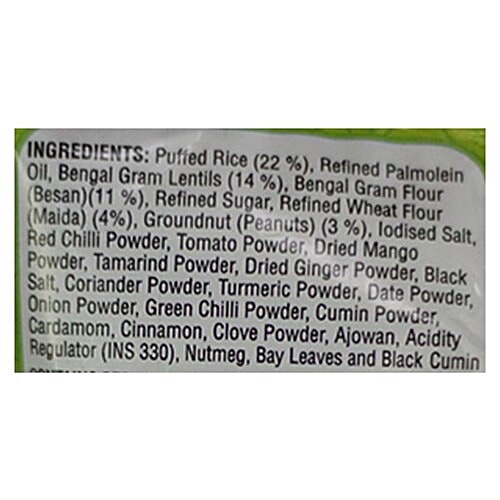 INGREDIENTS: Puffed Rice (22 %), Refined Palmolein
Oil, Bengal Gram Lentils (14 %), Bengal Gram Flour
(Besan)(11 %), Refined Sugar, Refined Wheat Flour
(Maida) (4%), Groundnut (Peanuts) (3 %), Iodised Salt,
Red Chilli Powder, Tomato Powder, Dried Mango
Powder, Tamarind Powder, Dried Ginger Powder, Black
Salt, Coriander Powder, Turmeric Powder, Date Powder,
Onion Powder, Green Chilli Powder, Cumin Powder,
Cardamom, Cinnamon, Clove Powder, Ajowan, Acidity
Regulator (INS 330), Nutmeg, Bay Leaves and Black Cumin